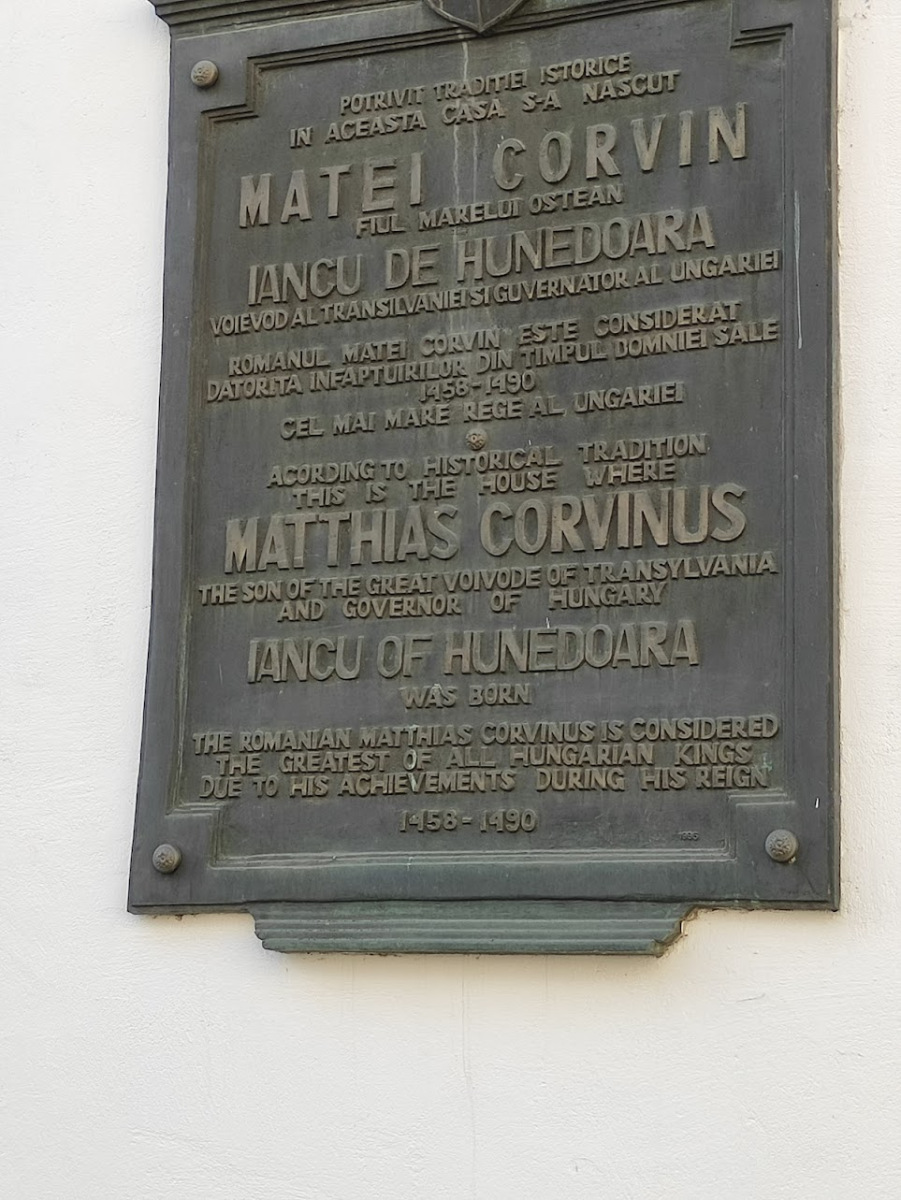 POTRIVIT TRADITIEI ISTORICE
IN ACEASTA CASA S-A NASCUT
MATEI CORVIN
FIUL MARELUI OSTEAN
IANCU DE HUNEDOARA
VOIEVOD AL TRANSILVANIEI SI GUVERNATOR AL UNGARIEI
ROMANUL MATEI CORVIN ESTE CONSIDERAT
DATORITA INFAPTUIRILOR DIN TIMPUL DOMNIEI SALE
1458-1490
CEL MAI MARE REGE AL UNGARIEI
ACORDING TO HISTORICAL TRADITION
THIS IS THE HOUSE WHERE
MATTHIAS CORVINUS
THE SON OF THE GREAT VOIVODE OF TRANSYLVANIA
AND GOVERNOR OF HUNGARY
IANCU OF HUNEDOARA
WAS BORN
THE ROMANIAN MATTHIAS CORVINUS IS CONSIDERED
THE GREATEST OF ALL HUNGARIAN KINGS
DUE TO HIS ACHIEVEMENTS DURING HIS REIGN
1458-1490